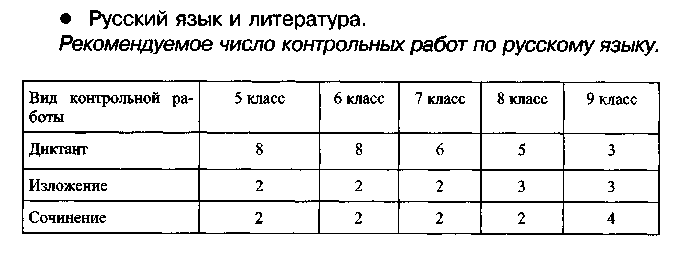 ● Русский язык и литература.
Рекомендуемое число контрольных работ по русскому языку.
Вид контрольной ра-
боты 5 класс 6 класс 7 класс 8 класс 9 класс
Диктант 8 8 6 5 3
Изложение 2 2 2 3 3
Сочинение 2 2 2 2 4